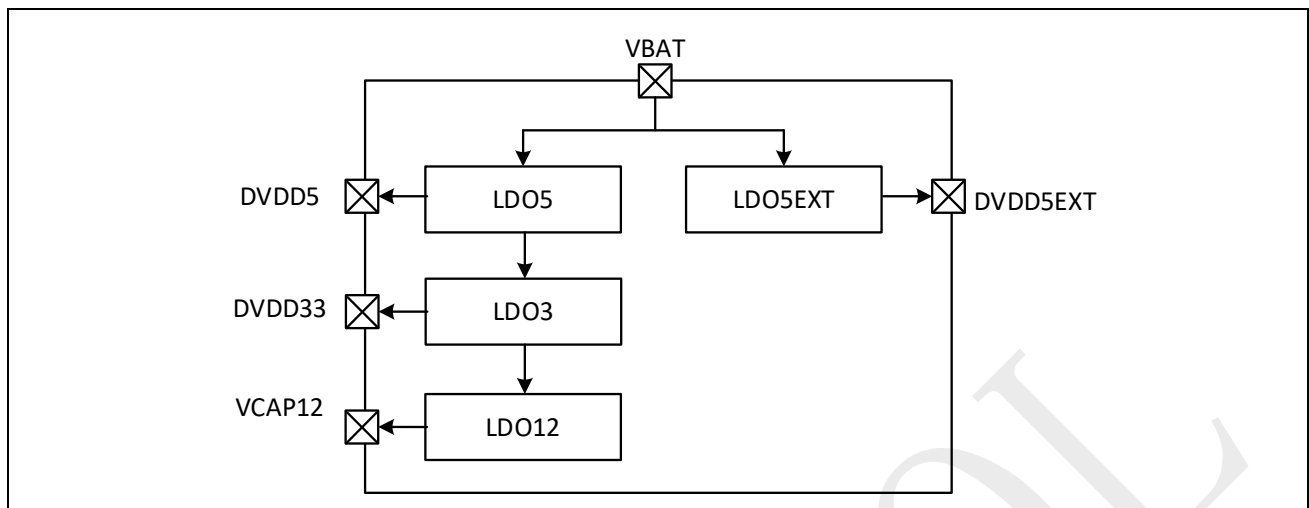 VBAT
DVDD5
LDO5
LDO5EXT
DVDD5EXT
DVDD33
LDO3
VCAP12
LDO12